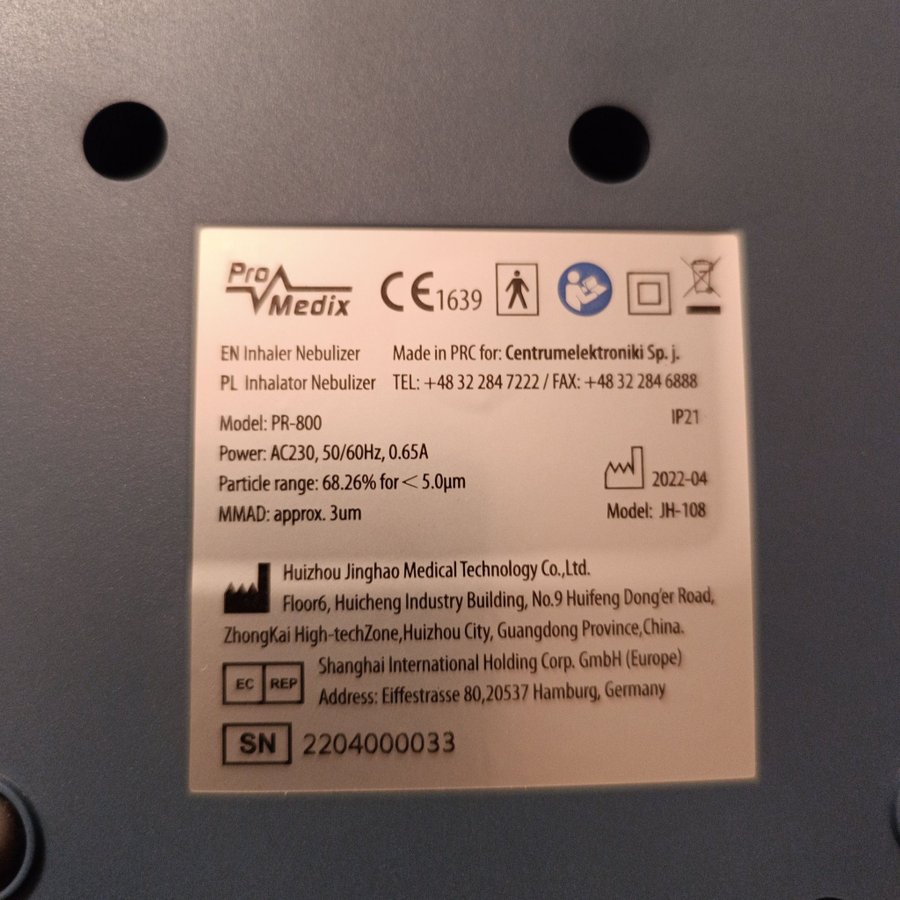 Pro
Medix
CE 1639
EN Inhaler Nebulizer Made in PRC for: Centrumelektroniki Sp. j.
PL Inhalator Nebulizer TEL: +48 32 284 7222 / FAX: +48 32 284 6888
Model: PR-800 IP21
Power: AC230, 50/60Hz, 0.65A
Particle range: 68.26% for < 5.0μm 2022-04
MMAD: approx. 3um Model: JH-108
Huizhou Jinghao Medical Technology Co.,Ltd.
Floor6, Huicheng Industry Building, No.9 Huifeng Dong'er Road,
ZhongKai High-techZone,Huizhou City, Guangdong Province,China.
EC REP Shanghai International Holding Corp. GmbH (Europe)
Address: Eiffestrasse 80,20537 Hamburg, Germany
SN 2204000033